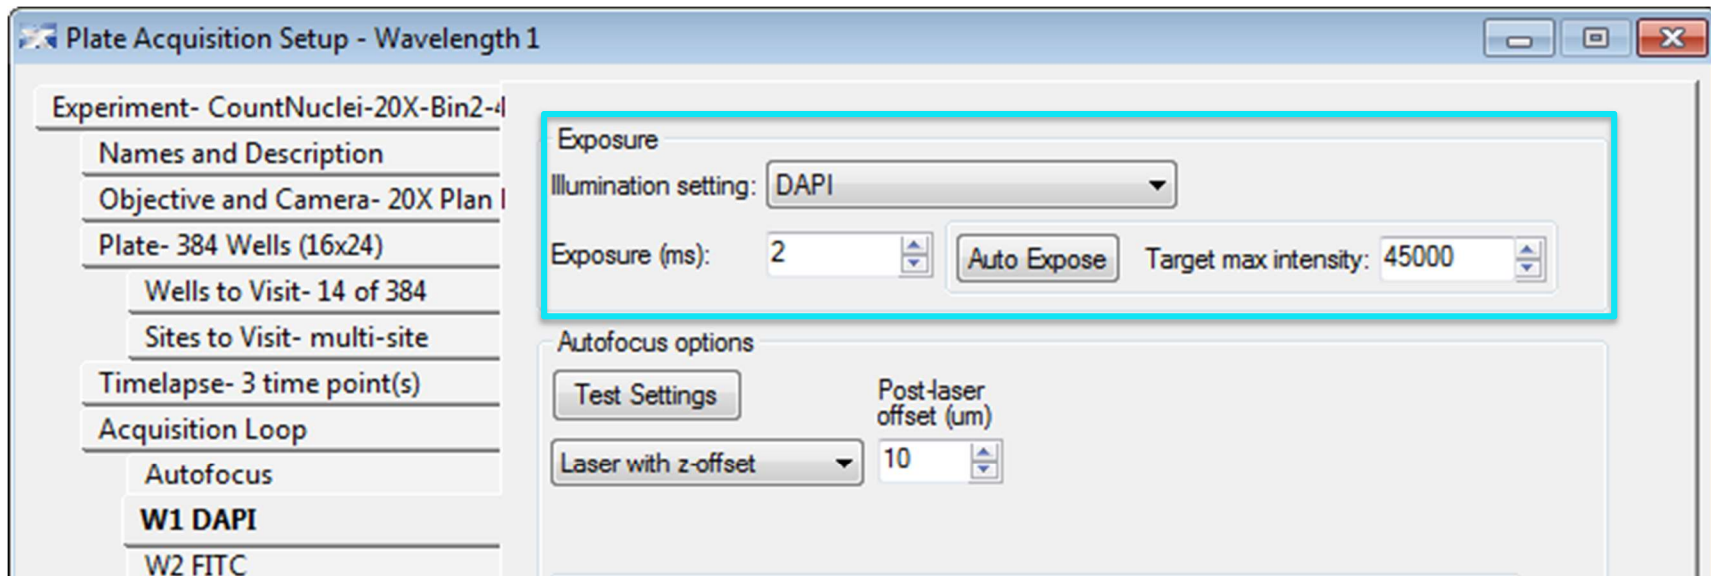 Plate Acquisition Setup - Wavelength 1
Experiment- CountNuclei-20X-Bin2-4
Names and Description
Objective and Camera- 20X Plan
Plate- 384 Wells (16x24)
Wells to Visit- 14 of 384
Sites to Visit- multi-site
Timelapse- 3 time point(s)
Acquisition Loop
Autofocus
W1 DAPI
W2 FITC
Exposure
Illumination setting: DAPI
Exposure (ms): 2 Auto Expose Target max intensity: 45000
Autofocus options
Test Settings
Post-laser
offset (um)
Laser with z-offset 10